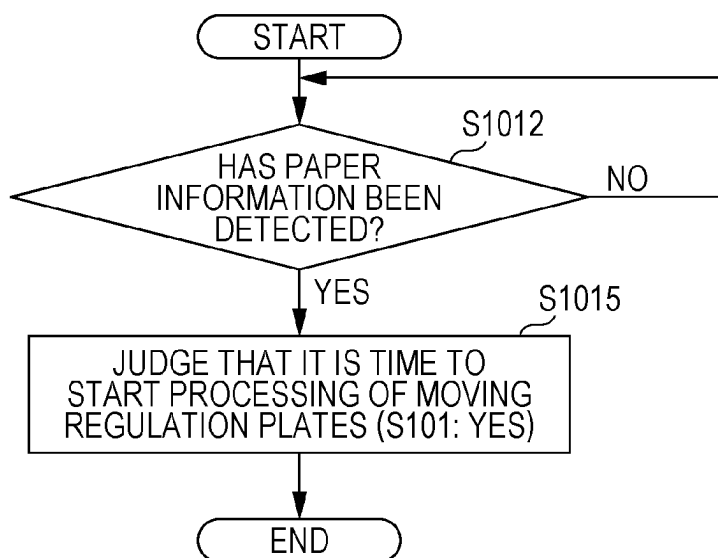 START
S1012
HAS PAPER
INFORMATION BEEN
DETECTED?
NO
YES
S1015
JUDGE THAT IT IS TIME TO
START PROCESSING OF MOVING
REGULATION PLATES (S101: YES)
END